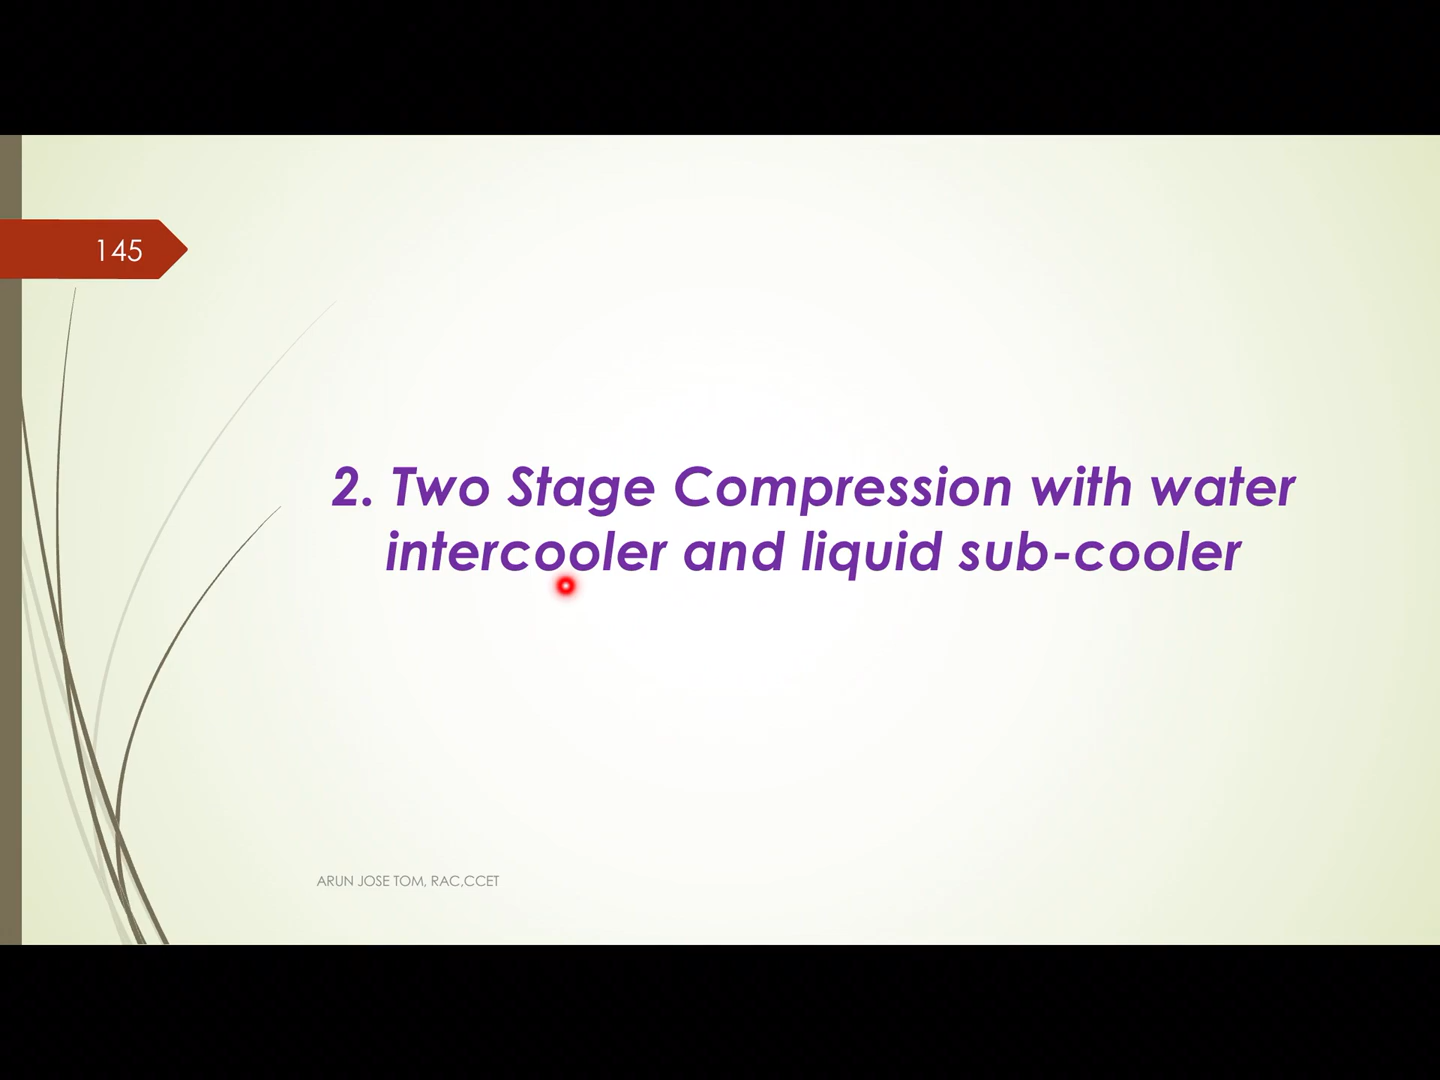 145
2. Two Stage Compression with water
intercooler and liquid sub-cooler
ARUN JOSE TOM, RAC,CCET